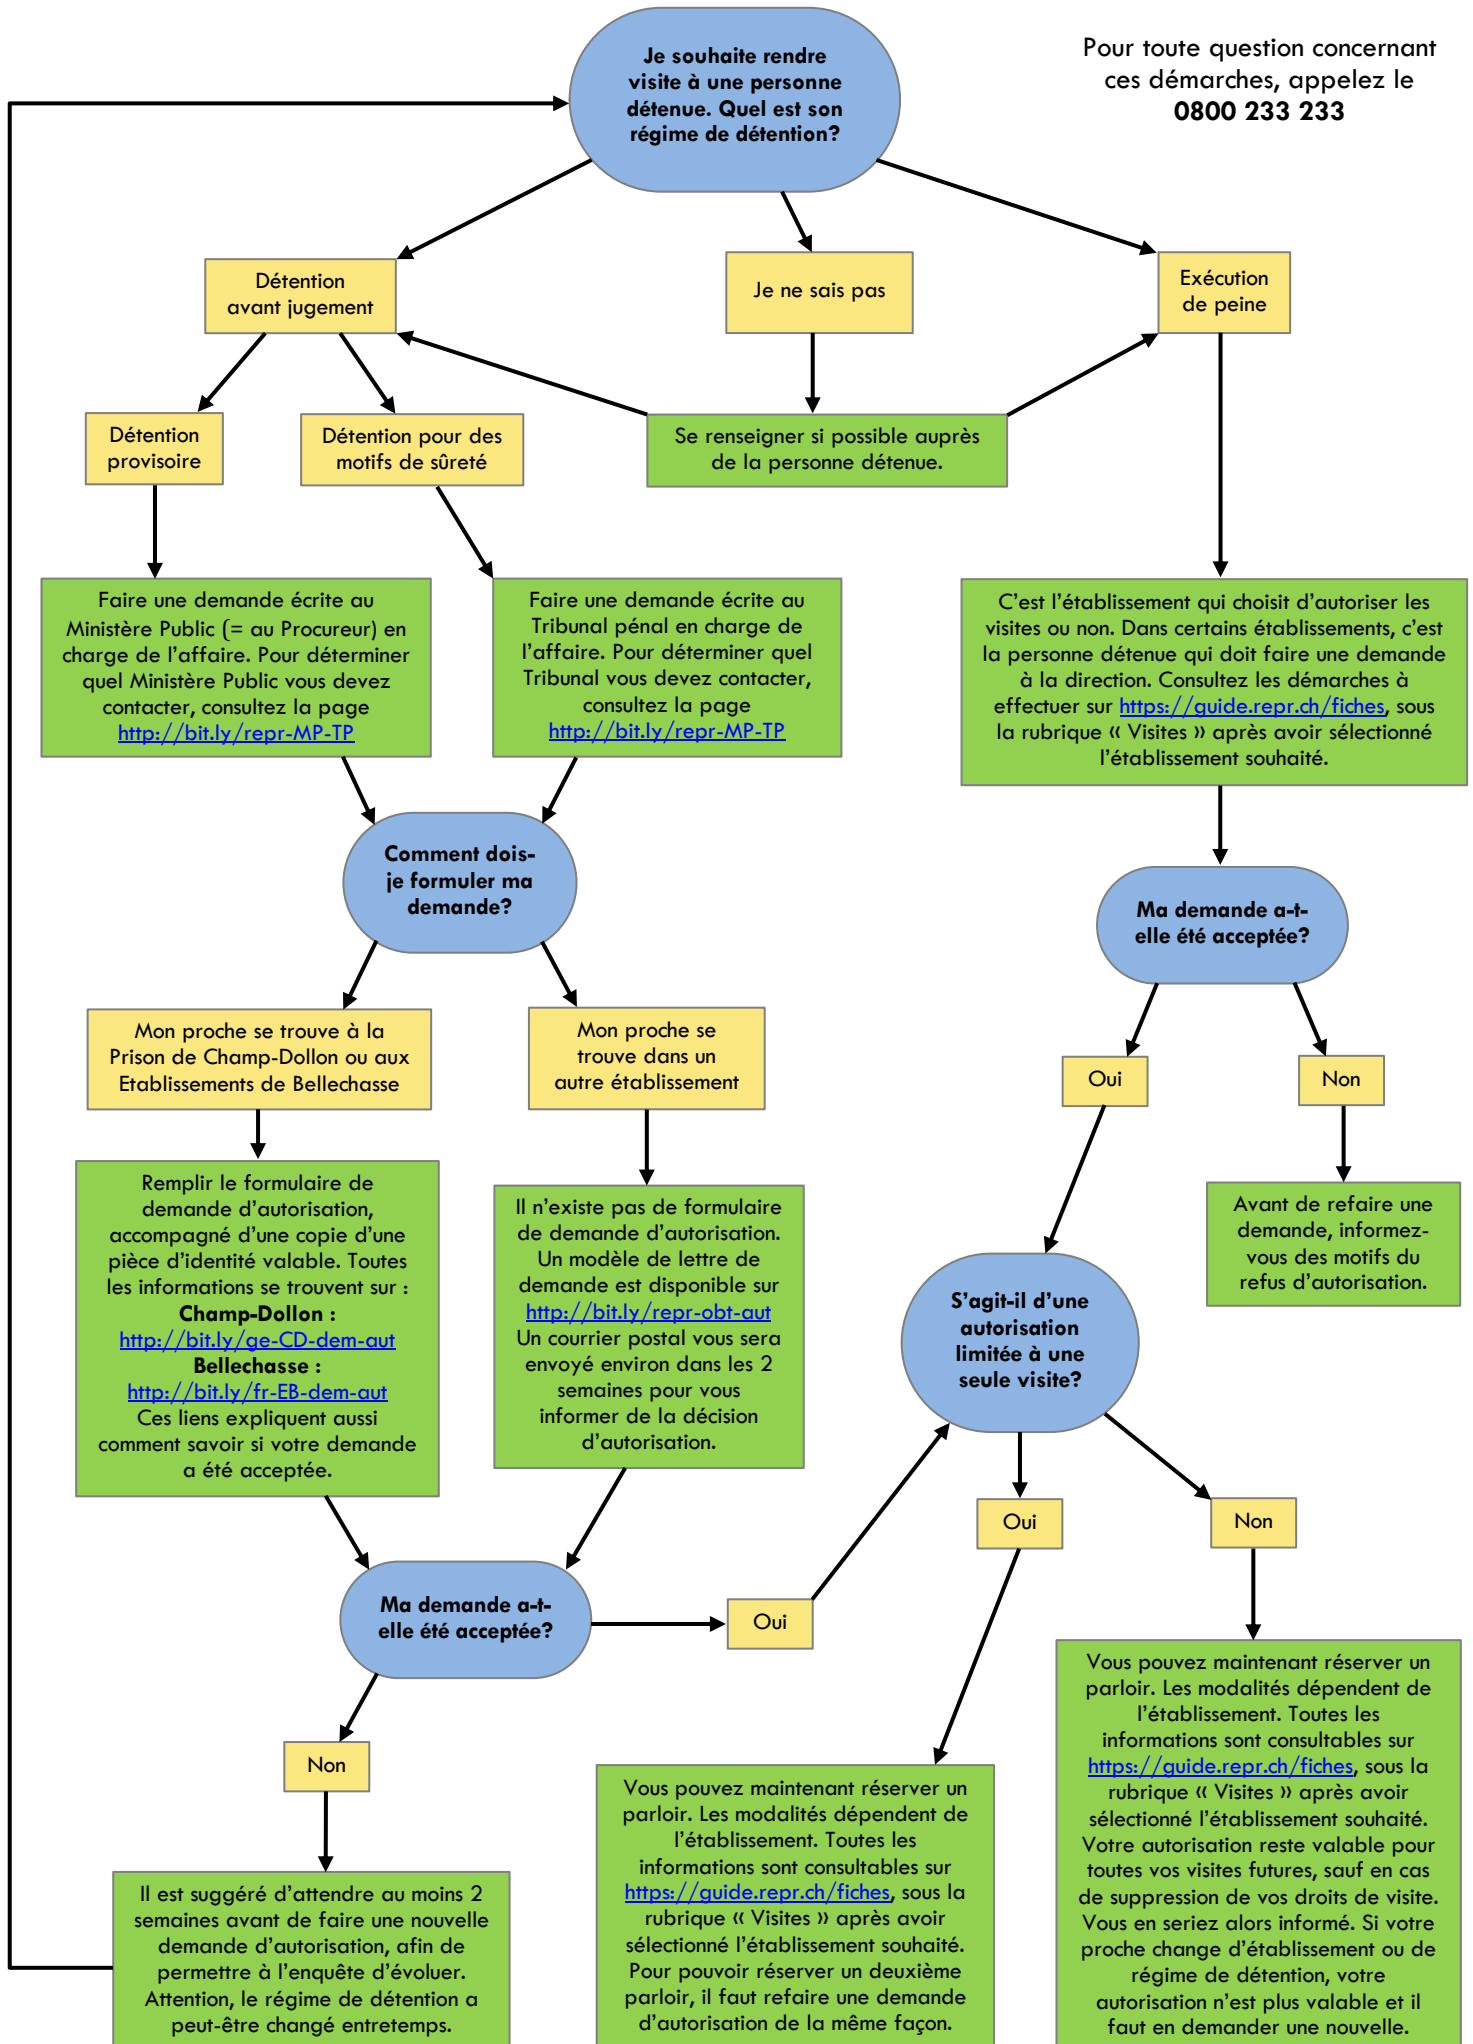 Je souhaite rendre
visite à une personne
détenue. Quel est son
régime de détention?
Pour toute question concernant
ces démarches, appelez le
0800 233 233
Détention
avant jugement
Je ne sais pas
Exécution
de peine
Détention
provisoire
Détention pour des
motifs de sûreté
Se renseigner si possible auprès
de la personne détenue.
Faire une demande écrite au
Ministère Public (= au Procureur) en
charge de l'affaire. Pour déterminer
quel Ministère Public vous devez
contacter, consultez la page
http://bit.ly/repr-MP-TP
Faire une demande écrite au
Tribunal pénal en charge de
l'affaire. Pour déterminer quel
Tribunal vous devez contacter,
consultez la page
http://bit.ly/repr-MP-TP
C'est l'établissement qui choisit d'autoriser les
visites ou non. Dans certains établissements, c'est
la personne détenue qui doit faire une demande
à la direction. Consultez les démarches à
effectuer sur https://guide.repr.ch/fiches, sous
la rubrique « Visites » après avoir sélectionné
l'établissement souhaité.
Comment dois-
je formuler ma
demande?
Ma demande a-t-
elle été acceptée?
Mon proche se trouve à la
Prison de Champ-Dollon ou aux
Etablissements de Bellechasse
Mon proche se
trouve dans un
autre établissement
Oui
Non
Remplir le formulaire de
demande d'autorisation,
accompagné d'une copie d'une
pièce d'identité valable. Toutes
les informations se trouvent sur :
Champ-Dollon :
http://bit.ly/ge-CD-dem-aut
Bellechasse :
http://bit.ly/fr-EB-dem-aut
Ces liens expliquent aussi
comment savoir si votre demande
a été acceptée.
Il n'existe pas de formulaire
de demande d'autorisation.
Un modèle de lettre de
demande est disponible sur
http://bit.ly/repr-obt-aut
Un courrier postal vous sera
envoyé environ dans les 2
semaines pour vous
informer de la décision
d'autorisation.
Avant de refaire une
demande, informez-
vous des motifs du
refus d'autorisation.
S'agit-il d'une
autorisation
limitée à une
seule visite?
Oui
Non
Ma demande a-t-
elle été acceptée?
Oui
Non
Il est suggéré d'attendre au moins 2
semaines avant de faire une nouvelle
demande d'autorisation, afin de
permettre à l'enquête d'évoluer.
Attention, le régime de détention a
peut-être changé entretemps.
Vous pouvez maintenant réserver un
parloir. Les modalités dépendent de
l'établissement. Toutes les
informations sont consultables sur
https://guide.repr.ch/fiches, sous la
rubrique « Visites » après avoir
sélectionné l'établissement souhaité.
Pour pouvoir réserver un deuxième
parloir, il faut refaire une demande
d'autorisation de la même façon.
Vous pouvez maintenant réserver un
parloir. Les modalités dépendent de
l'établissement. Toutes les
informations sont consultables sur
https://guide.repr.ch/fiches, sous la
rubrique « Visites » après avoir
sélectionné l'établissement souhaité.
Votre autorisation reste valable pour
toutes vos visites futures, sauf en cas
de suppression de vos droits de visite.
Vous en seriez alors informé. Si votre
proche change d'établissement ou de
régime de détention, votre
autorisation n'est plus valable et il
faut en demander une nouvelle.